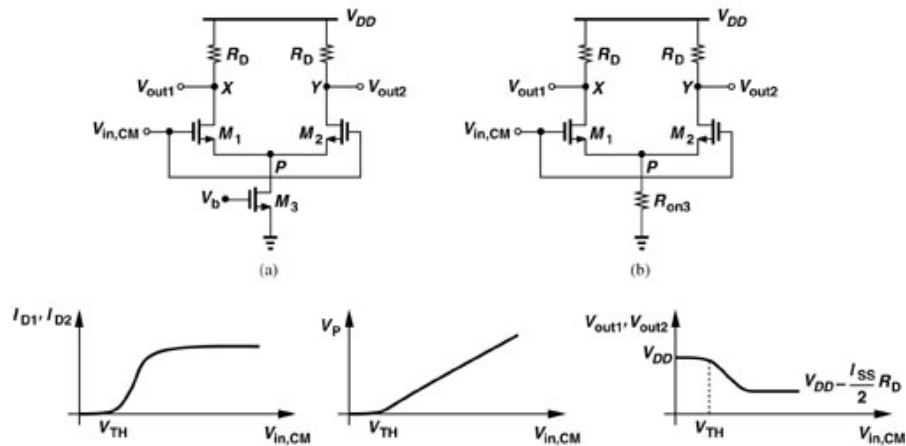 V_DD
R_D R_D
V_out1 X Y V_out2
V_in,CM M_1 M_2
P
V_b M_3
(a)
V_DD
R_D R_D
V_out1 X Y V_out2
V_in,CM M_1 M_2
P
R_on3
(b)
I_D1, I_D2
V_TH V_in,CM
V_P
V_TH V_in,CM
V_out1, V_out2
V_DD
V_DD − I_SS/2 R_D
V_TH V_in,CM